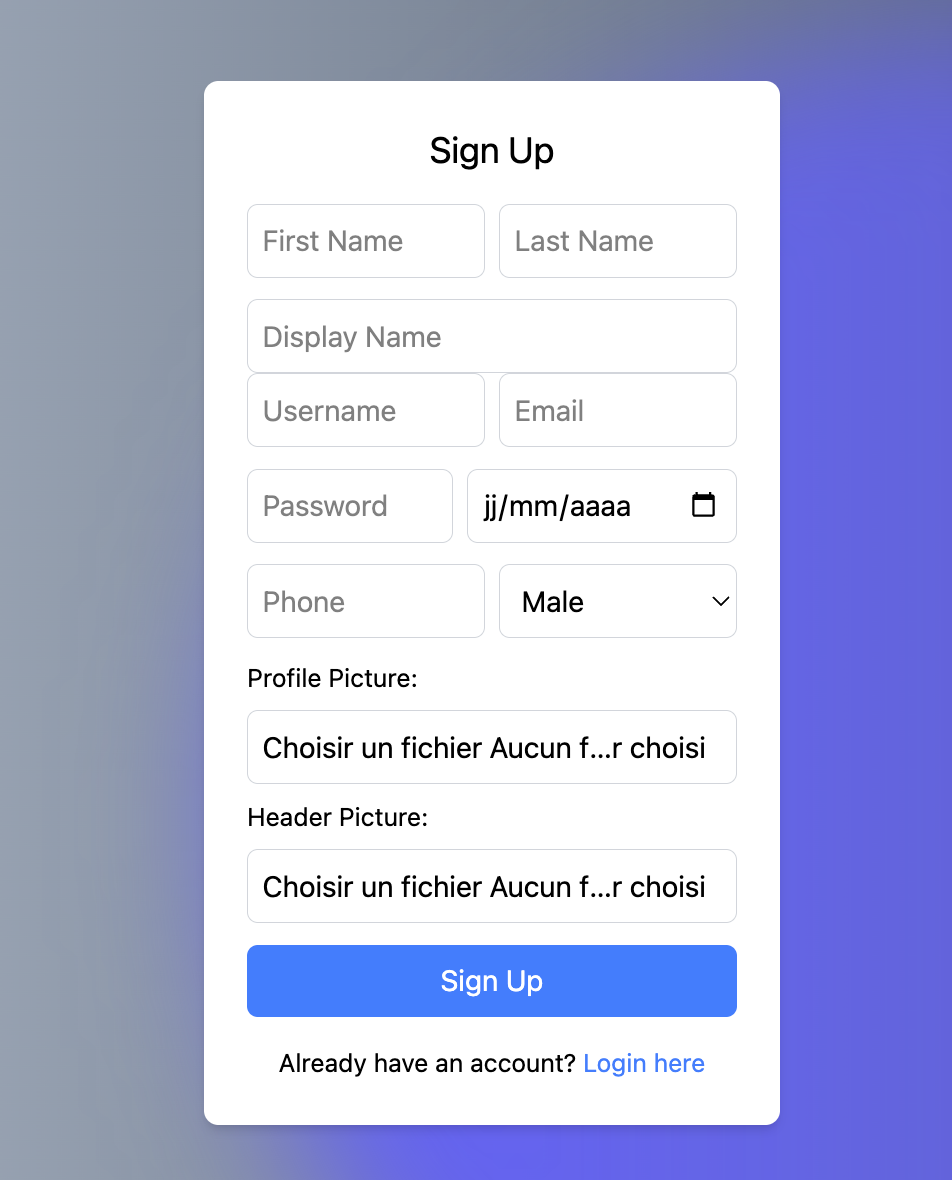 Sign Up
First Name Last Name
Display Name
Username Email
Password jj/mm/aaaa
Phone Male
Profile Picture:
Choisir un fichier Aucun f...r choisi
Header Picture:
Choisir un fichier Aucun f...r choisi
Sign Up
Already have an account? Login here